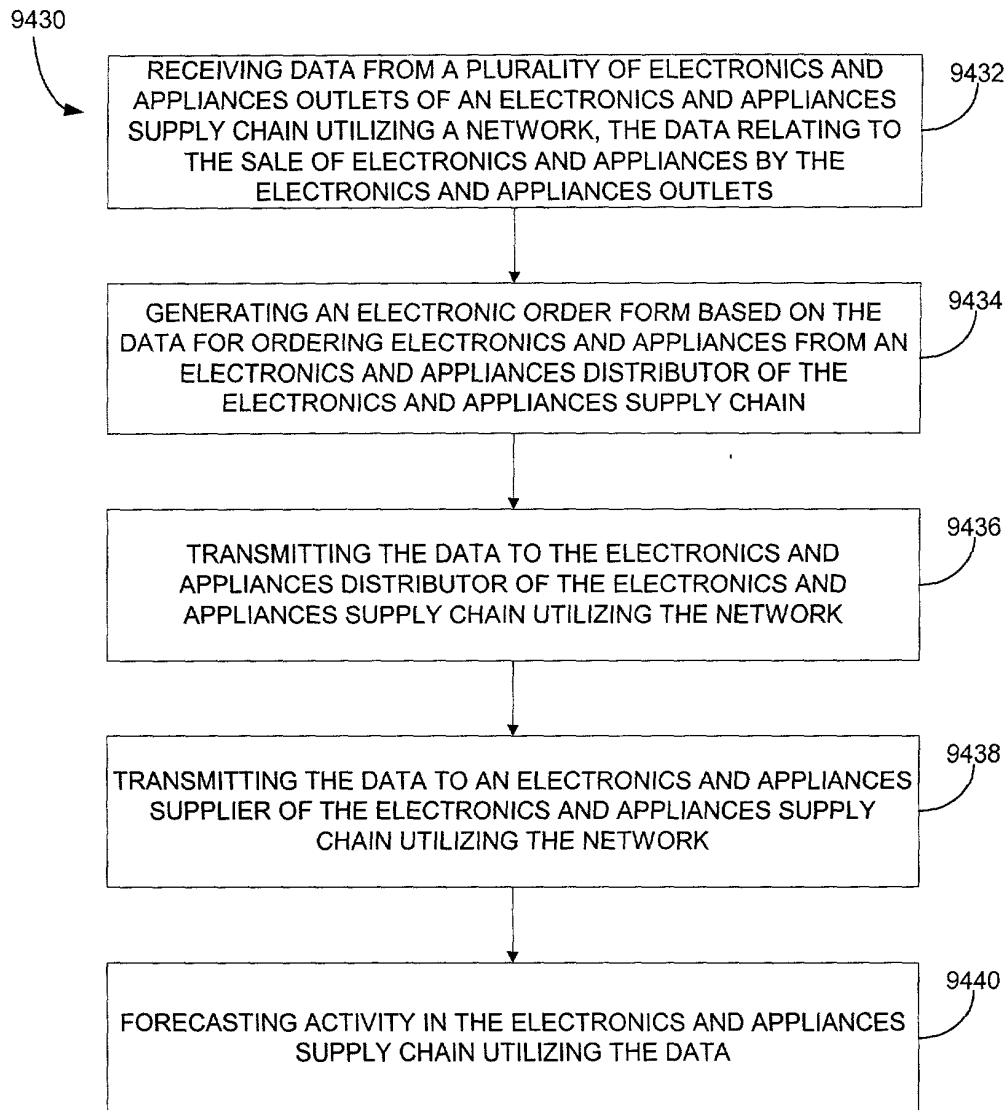 9430
RECEIVING DATA FROM A PLURALITY OF ELECTRONICS AND
APPLIANCES OUTLETS OF AN ELECTRONICS AND APPLIANCES
SUPPLY CHAIN UTILIZING A NETWORK, THE DATA RELATING TO
THE SALE OF ELECTRONICS AND APPLIANCES BY THE
ELECTRONICS AND APPLIANCES OUTLETS
9432
GENERATING AN ELECTRONIC ORDER FORM BASED ON THE
DATA FOR ORDERING ELECTRONICS AND APPLIANCES FROM AN
ELECTRONICS AND APPLIANCES DISTRIBUTOR OF THE
ELECTRONICS AND APPLIANCES SUPPLY CHAIN
9434
TRANSMITTING THE DATA TO THE ELECTRONICS AND
APPLIANCES DISTRIBUTOR OF THE ELECTRONICS AND
APPLIANCES SUPPLY CHAIN UTILIZING THE NETWORK
9436
TRANSMITTING THE DATA TO AN ELECTRONICS AND APPLIANCES
SUPPLIER OF THE ELECTRONICS AND APPLIANCES SUPPLY
CHAIN UTILIZING THE NETWORK
9438
FORECASTING ACTIVITY IN THE ELECTRONICS AND APPLIANCES
SUPPLY CHAIN UTILIZING THE DATA
9440